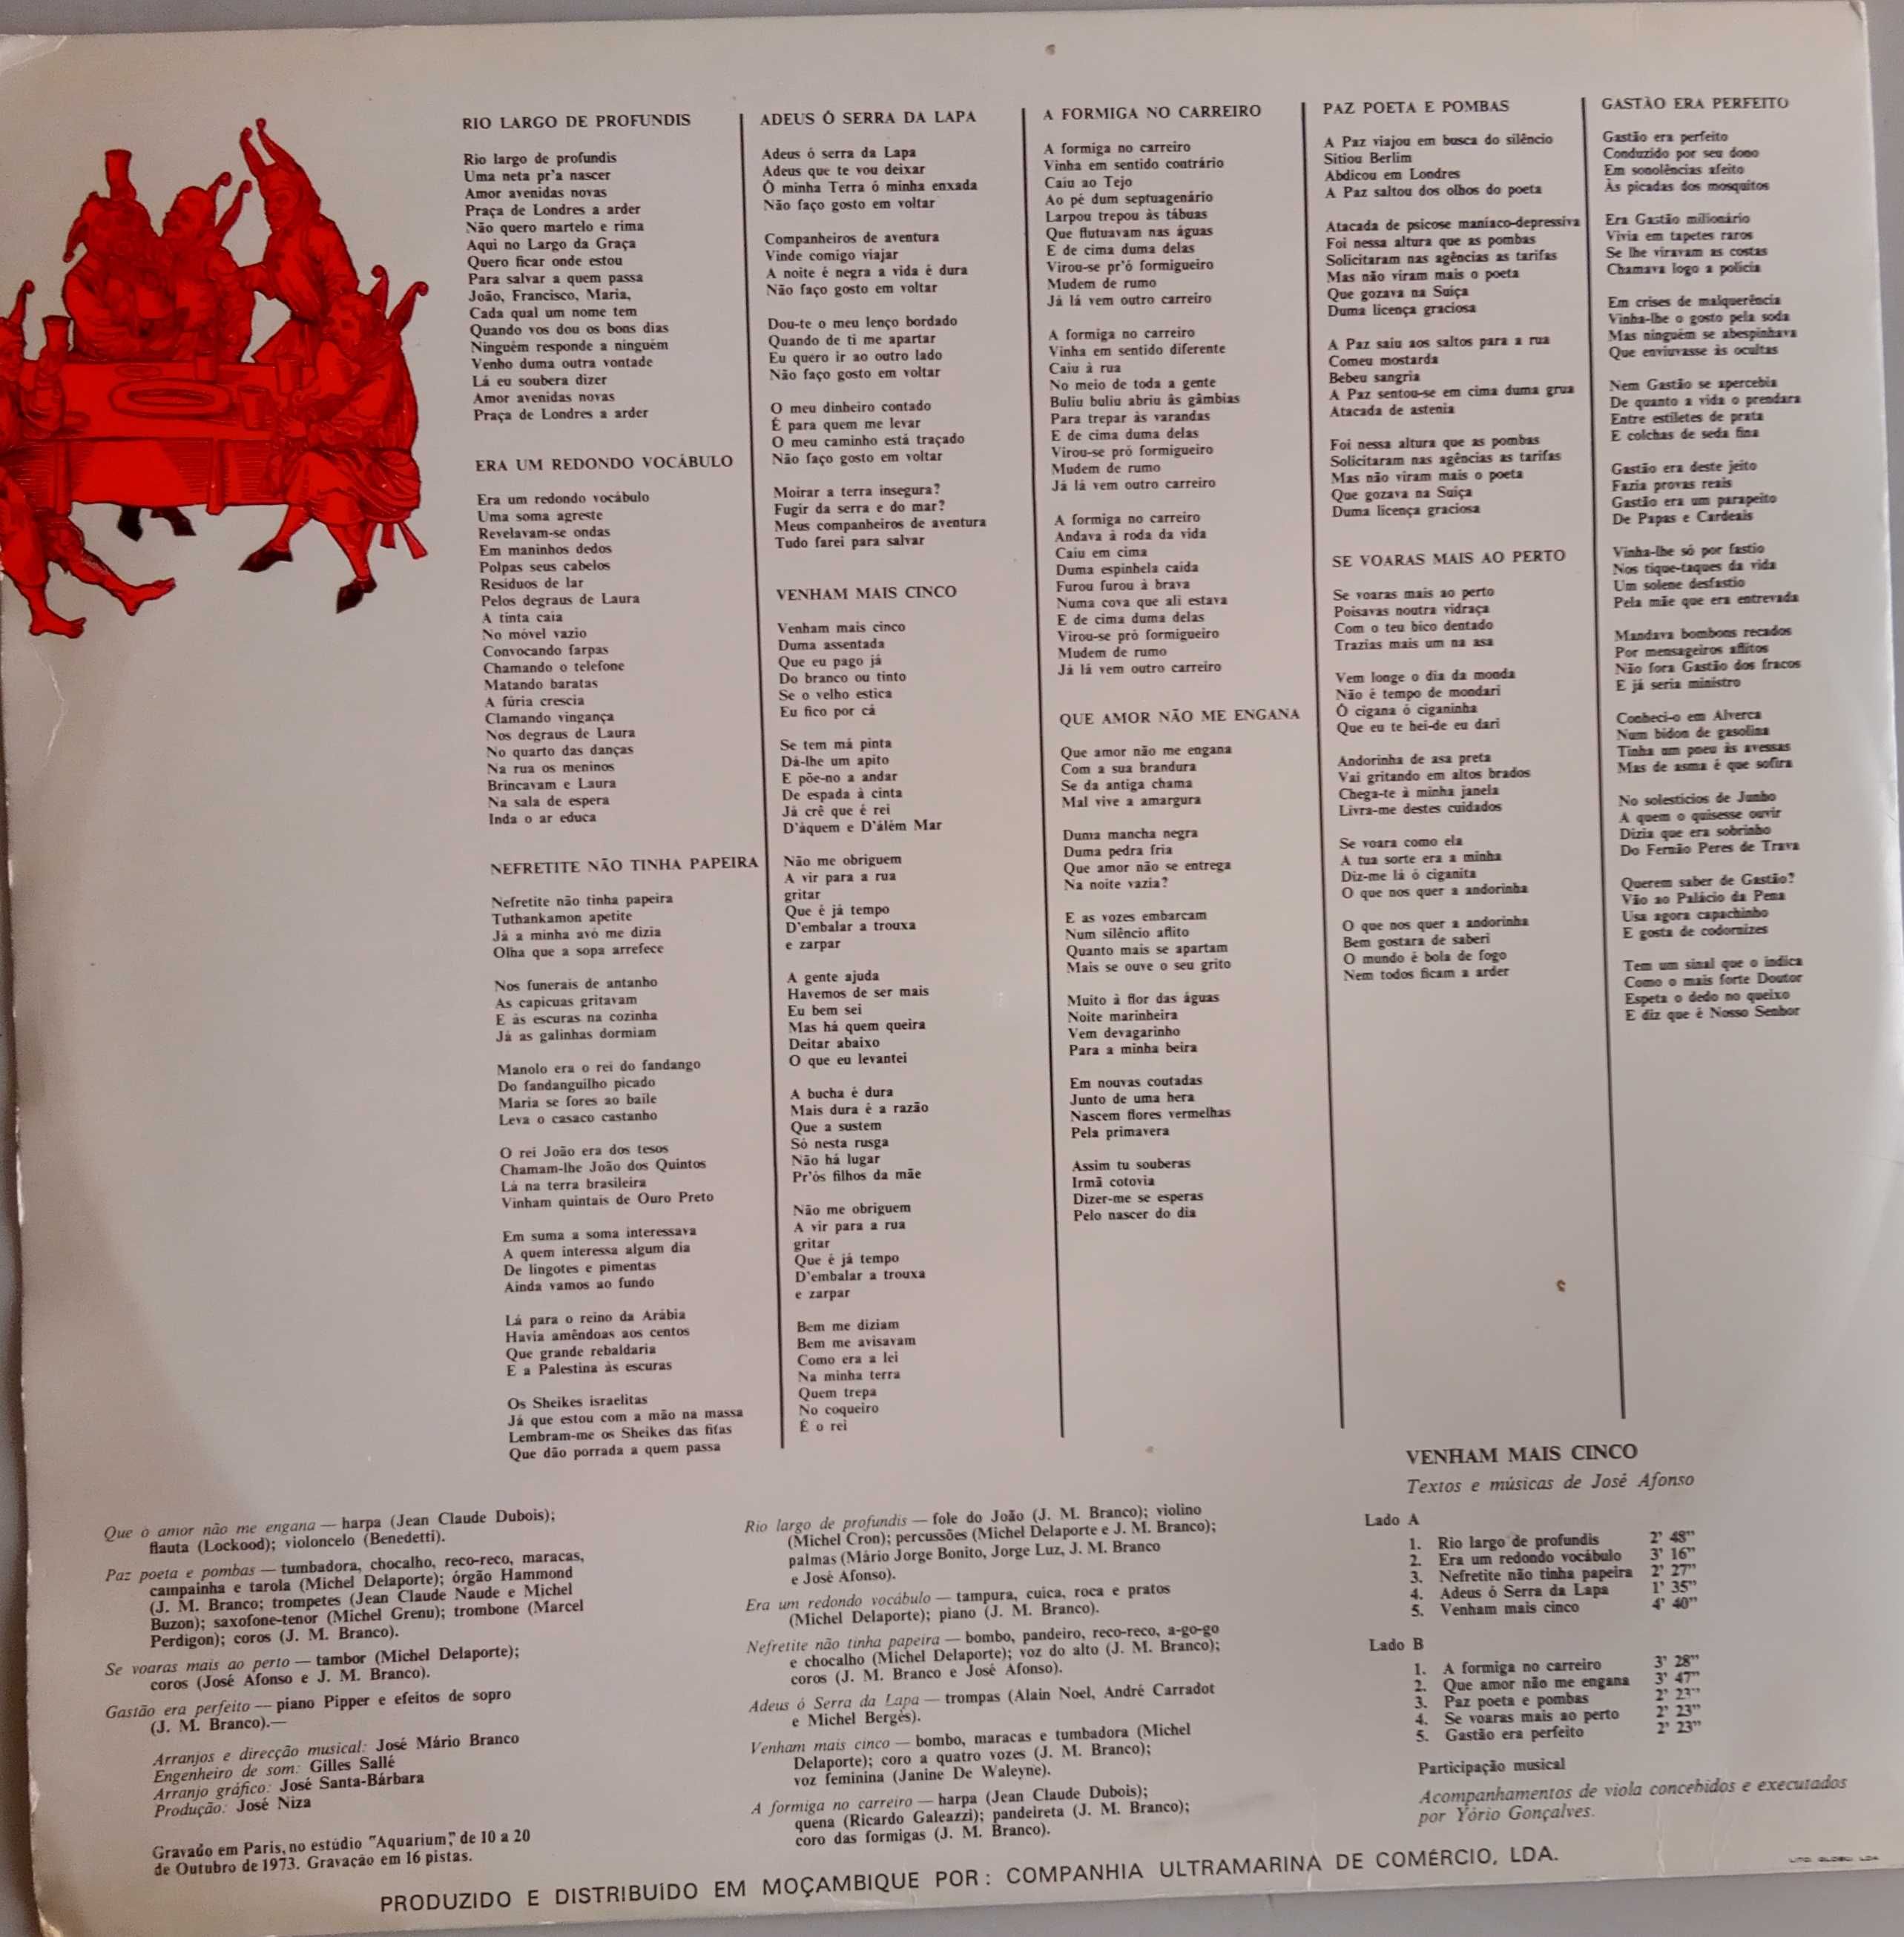 RIO LARGO DE PROFUNDIS
Rio largo de profundis
Uma neta pr'a nascer
Amor avenidas novas
Praça de Londres a arder
Não quero martelo e rima
Aqui no Largo da Graça
Quero ficar onde estou
Para salvar a quem passa
João, Francisco, Maria,
Cada qual um nome tem
Quando vos dou os bons dias
Ninguém responde a ninguém
Venho duma outra vontade
Lá eu soubera dizer
Amor avenidas novas
Praça de Londres a arder
ERA UM REDONDO VOCÁBULO
Era um redondo vocábulo
Uma soma agreste
Revelavam-se ondas
Em maninhos dedos
Polpas seus cabelos
Resíduos de lar
Pelos degraus de Laura
A tinta caía
No móvel vazio
Convocando farpas
Chamando o telefone
Matando baratas
A fúria crescia
Clamando vingança
Nos degraus de Laura
No quarto das danças
Na rua os meninos
Brincavam e Laura
Na sala de espera
Inda o ar educa
NEFRETITE NÃO TINHA PAPEIRA
Nefretite não tinha papeira
Tuthankamon apetite
Já a minha avó me dizia
Olha que a sopa arrefece
Nos funerais de antanho
As capicuas gritavam
E às escuras na cozinha
Já as galinhas dormiam
Manolo era o rei do fandango
Do fandanguilho picado
Maria se fores ao baile
Leva o casaco castanho
O rei João era dos tesos
Chamam-lhe João dos Quintos
Lá na terra brasileira
Vinham quintais de Ouro Preto
Em suma a soma interessava
A quem interessa algum dia
De lingotes e pimentas
Ainda vamos ao fundo
Lá para o reino da Arábia
Havia amêndoas aos centos
Que grande rebaldaria
E a Palestina às escuras
Os Sheikes israelitas
Já que estou com a mão na massa
Lembram-me os Sheikes das fitas
Que dão porrada a quem passa
ADEUS Ó SERRA DA LAPA
Adeus ó serra da Lapa
Adeus que te vou deixar
Ó minha Terra ó minha enxada
Não faço gosto em voltar
Companheiros de aventura
Vinde comigo viajar
A noite é negra a vida é dura
Não faço gosto em voltar
Dou-te o meu lenço bordado
Quando de ti me apartar
Eu quero ir ao outro lado
Não faço gosto em voltar
O meu dinheiro contado
É para quem me levar
O meu caminho está traçado
Não faço gosto em voltar
Moirar a terra insegura?
Fugir da serra e do mar?
Meus companheiros de aventura
Tudo farei para salvar
VENHAM MAIS CINCO
Venham mais cinco
Duma assentada
Que eu pago já
Do branco ou tinto
Se o velho estica
Eu fico por cá
Se tem má pinta
Dá-lhe um apito
E põe-no a andar
De espada à cinta
Já crê que é rei
D'àquem e D'álém Mar
Não me obriguem
A vir para a rua
gritar
Que é já tempo
D'embalar a trouxa
e zarpar
A gente ajuda
Havemos de ser mais
Eu bem sei
Mas há quem queira
Deitar abaixo
O que eu levantei
A bucha é dura
Mais dura é a razão
Que a sustem
Só nesta rusga
Não há lugar
Pr'ós filhos da mãe
Não me obriguem
A vir para a rua
gritar
Que é já tempo
D'embalar a trouxa
e zarpar
Bem me diziam
Bem me avisavam
Como era a lei
Na minha terra
Quem trepa
No coqueiro
É o rei
A FORMIGA NO CARREIRO
A formiga no carreiro
Vinha em sentido contrário
Caiu ao Tejo
Ao pé dum septuagenário
Larpou trepou às tábuas
Que flutuavam nas águas
E de cima duma delas
Virou-se pr'ó formigueiro
Mudem de rumo
Já lá vem outro carreiro
A formiga no carreiro
Vinha em sentido diferente
Caiu à rua
No meio de toda a gente
Buliu buliu abriu âs gâmbias
Para trepar às varandas
E de cima duma delas
Virou-se pró formigueiro
Mudem de rumo
Já lá vem outro carreiro
A formiga no carreiro
Andava à roda da vida
Caiu em cima
Duma espinhela caída
Furou furou à brava
Numa cova que ali estava
E de cima duma delas
Virou-se pró formigueiro
Mudem de rumo
Já lá vem outro carreiro
QUE AMOR NÃO ME ENGANA
Que amor não me engana
Com a sua brandura
Se da antiga chama
Mal vive a amargura
Duma mancha negra
Duma pedra fria
Que amor não se entrega
Na noite vazia?
E as vozes embarcam
Num silêncio aflito
Quanto mais se apartam
Mais se ouve o seu grito
Muito à flor das águas
Noite marinheira
Vem devagarinho
Para a minha beira
Em nouvas coutadas
Junto de uma hera
Nascem flores vermelhas
Pela primavera
Assim tu souberas
Irmã cotovia
Dizer-me se esperas
Pelo nascer do dia
PAZ POETA E POMBAS
A Paz viajou em busca do silêncio
Sitiou Berlim
Abdicou em Londres
A Paz saltou dos olhos do poeta
Atacada de psicose maníaco-depressiva
Foi nessa altura que as pombas
Solicitaram nas agências as tarifas
Mas não viram mais o poeta
Que gozava na Suiça
Duma licença graciosa
A Paz saiu aos saltos para a rua
Comeu mostarda
Bebeu sangria
A Paz sentou-se em cima duma grua
Atacada de astenia
Foi nessa altura que as pombas
Solicitaram nas agências as tarifas
Mas não viram mais o poeta
Que gozava na Suiça
Duma licença graciosa
SE VOARAS MAIS AO PERTO
Se voaras mais ao perto
Poisavas noutra vidraça
Com o teu bico dentado
Trazias mais um na asa
Vem longe o dia da monda
Não é tempo de mondari
Ó cigana ó ciganinha
Que eu te hei-de eu dari
Andorinha de asa preta
Vai gritando em altos brados
Chega-te à minha janela
Livra-me destes cuidados
Se voara como ela
A tua sorte era a minha
Diz-me lá ó ciganita
O que nos quer a andorinha
O que nos quer a andorinha
Bem gostara de saberi
O mundo é bola de fogo
Nem todos ficam a arder
GASTÃO ERA PERFEITO
Gastão era perfeito
Conduzido por seu dono
Em sonolências afeito
Às picadas dos mosquitos
Era Gastão milionário
Vivia em tapetes raros
Se lhe viravam as costas
Chamava logo a polícia
Em crises de malquerência
Vinha-lhe o gosto pela soda
Mas ninguém se abespinhava
Que enviuvasse às ocultas
Nem Gastão se apercebia
De quanto a vida o prendara
Entre estiletes de prata
E colchas de seda fina
Gastão era deste jeito
Fazia provas reais
Gastão era um parapeito
De Papas e Cardeais
Vinha-lhe só por fastio
Nos tique-taques da vida
Um solene desfastio
Pela mãe que era entrevada
Mandava bombons recados
Por mensageiros aflitos
Não fora Gastão dos fracos
E já seria ministro
Conheci-o em Alverca
Num bidon de gasolina
Tinha um pneu às avessas
Mas de asma é que sofira
No solestícios de Junho
A quem o quisesse ouvir
Dizia que era sobrinho
Do Fernão Peres de Trava
Querem saber de Gastão?
Vão ao Palácio da Pena
Usa agora capachinho
E gosta de codornizes
Tem um sinal que o indica
Como o mais forte Doutor
Espeta o dedo no queixo
E diz que é Nosso Senhor
Que o amor não me engana — harpa (Jean Claude Dubois);
flauta (Lockood); violoncelo (Benedetti).
Paz poeta e pombas — tumbadora, chocalho, reco-reco, maracas,
campainha e tarola (Michel Delaporte); órgão Hammond
(J. M. Branco; trompetes (Jean Claude Naude e Michel
Buzon); saxofone-tenor (Michel Grenu); trombone (Marcel
Perdigon); coros (J. M. Branco).
Se voaras mais ao perto — tambor (Michel Delaporte);
coros (José Afonso e J. M. Branco).
Gastão era perfeito — piano Pipper e efeitos de sopro
(J. M. Branco).—
Arranjos e direcção musical: José Mário Branco
Engenheiro de som: Gilles Sallé
Arranjo gráfico: José Santa-Bárbara
Produção: José Niza
Gravado em Paris, no estúdio "Aquarium", de 10 a 20
de Outubro de 1973. Gravação em 16 pistas.
Rio largo de profundis — fole do João (J. M. Branco); violino
(Michel Cron); percussões (Michel Delaporte e J. M. Branco);
palmas (Mário Jorge Bonito, Jorge Luz, J. M. Branco
e José Afonso).
Era um redondo vocábulo — tampura, cuica, roca e pratos
(Michel Delaporte); piano (J. M. Branco).
Nefretite não tinha papeira — bombo, pandeiro, reco-reco, a-go-go
e chocalho (Michel Delaporte); voz do alto (J. M. Branco);
coros (J. M. Branco e José Afonso).
Adeus ó Serra da Lapa — trompas (Alain Noel, André Carradot
e Michel Bergès).
Venham mais cinco — bombo, maracas e tumbadora (Michel
Delaporte); coro a quatro vozes (J. M. Branco);
voz feminina (Janine De Waleyne).
A formiga no carreiro — harpa (Jean Claude Dubois);
quena (Ricardo Galeazzi); pandeireta (J. M. Branco);
coro das formigas (J. M. Branco).
VENHAM MAIS CINCO
Textos e músicas de José Afonso
Lado A
1. Rio largo de profundis 2' 48"
2. Era um redondo vocábulo 3' 16"
3. Nefretite não tinha papeira 2' 27"
4. Adeus ó Serra da Lapa 1' 35"
5. Venham mais cinco 4' 40"
Lado B
1. A formiga no carreiro 3' 28"
2. Que amor não me engana 3' 47"
3. Paz poeta e pombas 2' 23"
4. Se voaras mais ao perto 2' 23"
5. Gastão era perfeito 2' 23"
Participação musical
Acompanhamentos de viola concebidos e executados
por Yório Gonçalves.
PRODUZIDO E DISTRIBUÍDO EM MOÇAMBIQUE POR: COMPANHIA ULTRAMARINA DE COMÉRCIO, LDA.
LITO. GLOBO, LDA